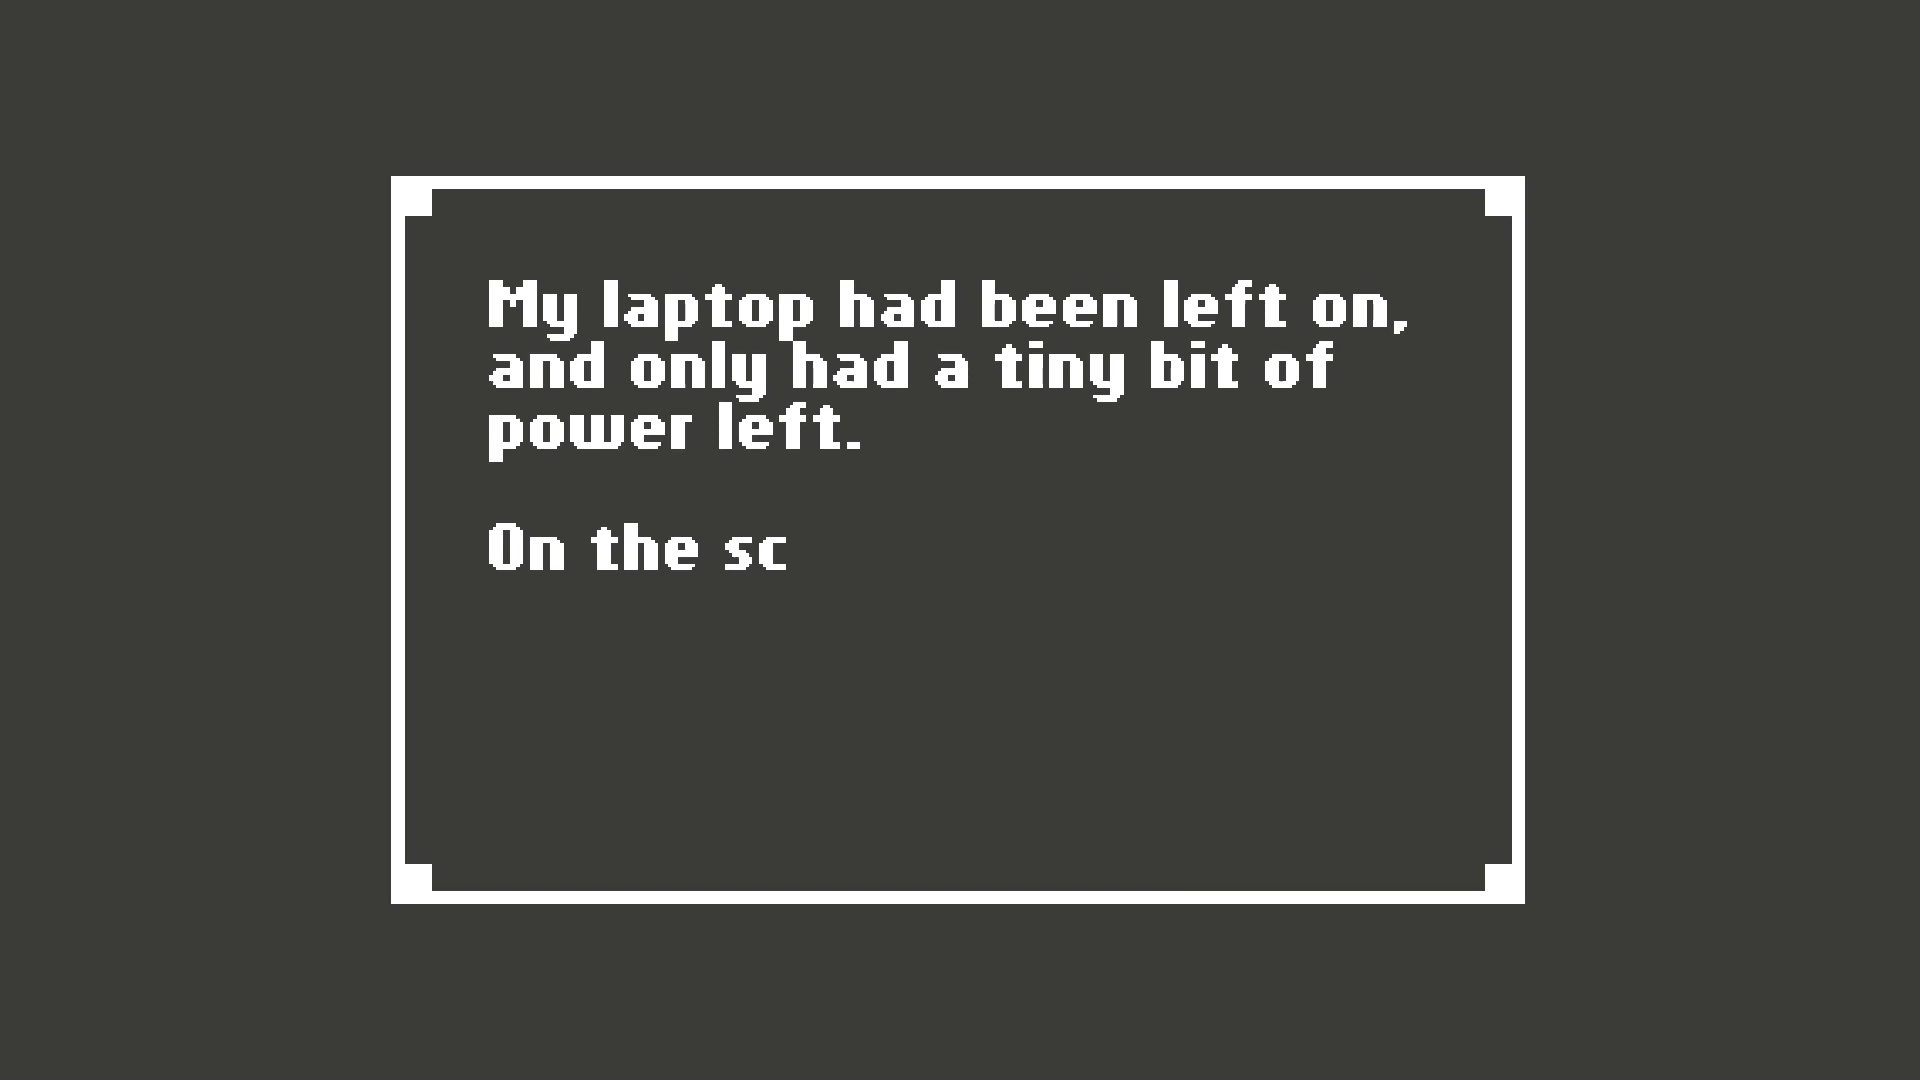 My laptop had been left on,
and only had a tiny bit of
power left.
On the sc